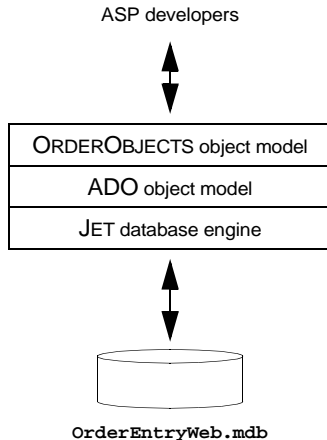 ASP developers
ORDEROBJECTS object model
ADO object model
JET database engine
OrderEntryWeb.mdb